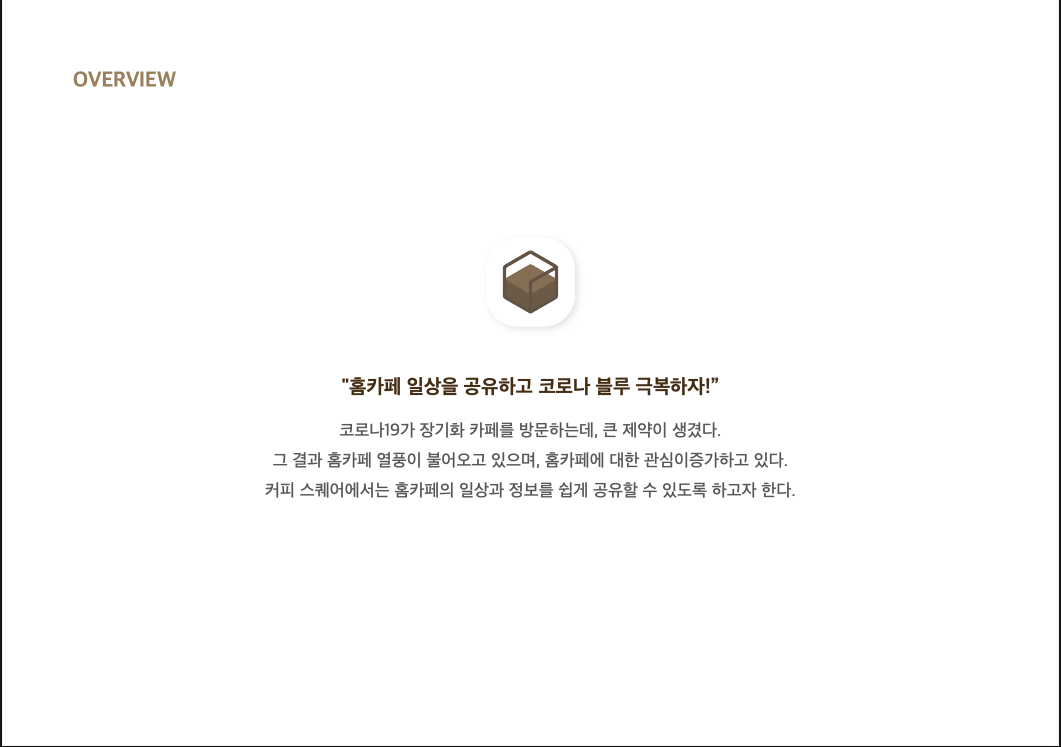 OVERVIEW
"홈카페 일상을 공유하고 코로나 블루 극복하자!”
코로나19가 장기화 카페를 방문하는데, 큰 제약이 생겼다.
그 결과 홈카페 열풍이 불어오고 있으며, 홈카페에 대한 관심이증가하고 있다.
커피 스퀘어에서는 홈카페의 일상과 정보를 쉽게 공유할 수 있도록 하고자 한다.